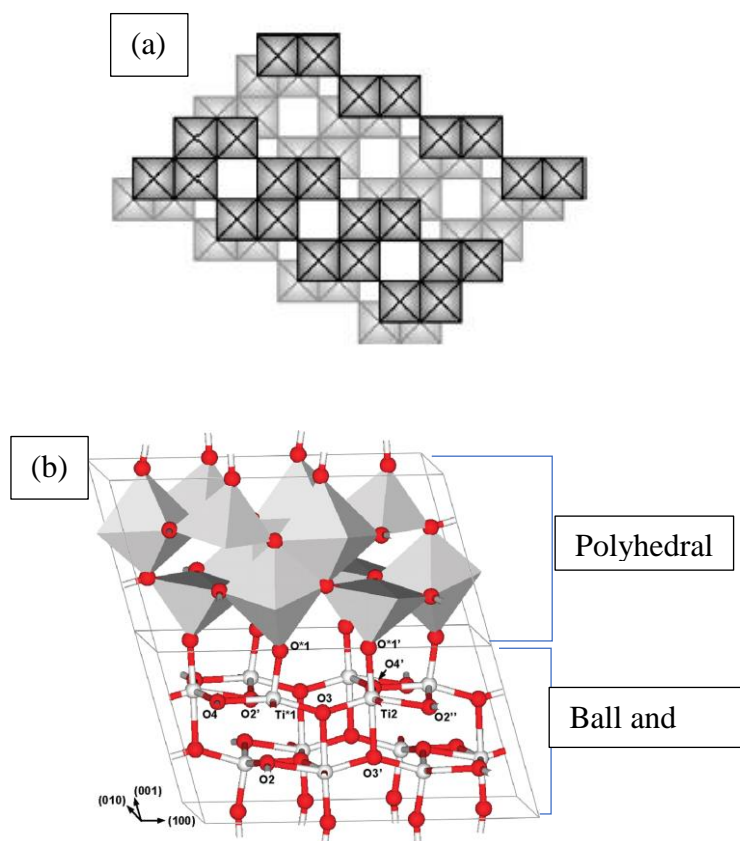 (a)
(b)
Polyhedral
O*1
O*1'
O4'
O3
O4
O2'
Ti*1
Ti2
O2''
Ball and
O2
O3'
(001)
(010)
(100)